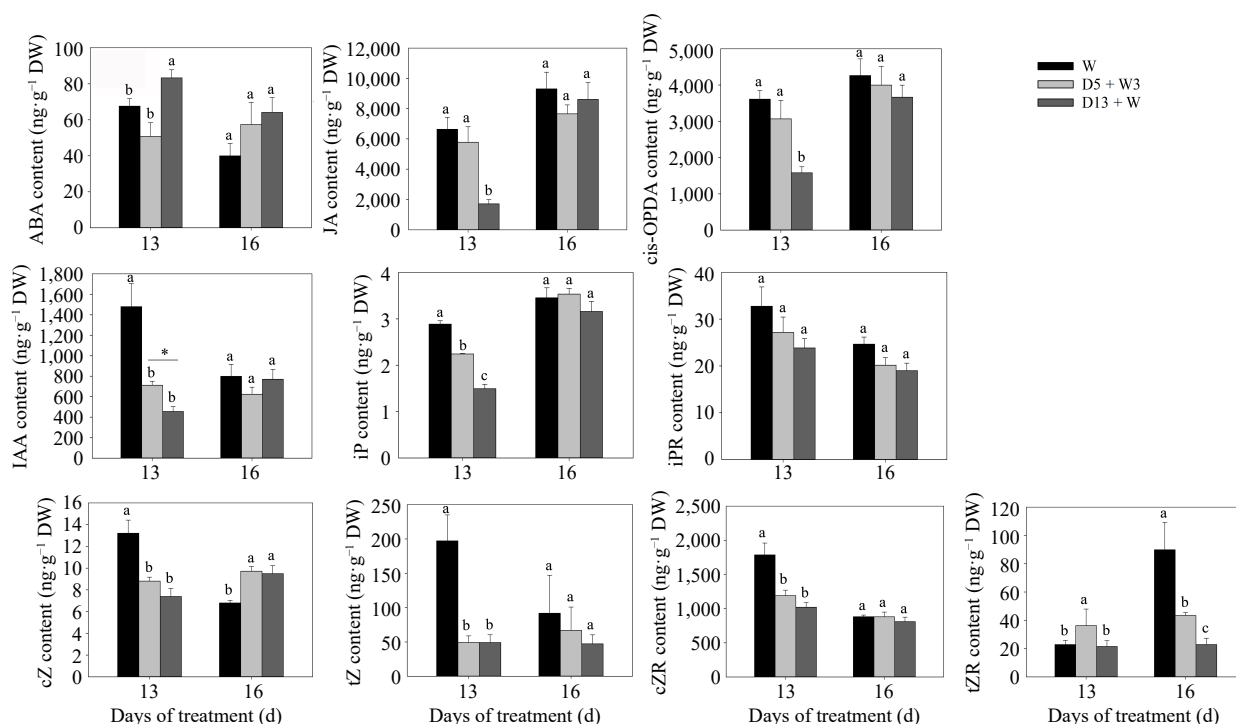 ABA content (ng·g⁻¹ DW)
100
80
60
40
20
0
b
b
a
a
a
a
13
16
JA content (ng·g⁻¹ DW)
12,000
10,000
8,000
6,000
4,000
2,000
0
a
a
b
a
a
a
13
16
cis-OPDA content (ng·g⁻¹ DW)
5,000
4,000
3,000
2,000
1,000
0
a
a
b
a
a
a
13
16
W
D5 + W3
D13 + W
IAA content (ng·g⁻¹ DW)
1,800
1,600
1,400
1,200
1,000
800
600
400
200
0
a
*
b
b
a
a
a
13
16
iP content (ng·g⁻¹ DW)
4
3
2
1
0
a
b
c
a
a
a
13
16
iPR content (ng·g⁻¹ DW)
40
30
20
10
0
a
a
a
a
a
a
13
16
cZ content (ng·g⁻¹ DW)
16
14
12
10
8
6
4
2
0
a
b
b
b
a
a
13
16
Days of treatment (d)
tZ content (ng·g⁻¹ DW)
250
200
150
100
50
0
a
b
b
a
a
a
13
16
Days of treatment (d)
cZR content (ng·g⁻¹ DW)
2,500
2,000
1,500
1,000
500
0
a
b
b
a
a
a
13
16
Days of treatment (d)
tZR content (ng·g⁻¹ DW)
120
100
80
60
40
20
0
b
a
b
a
b
c
13
16
Days of treatment (d)